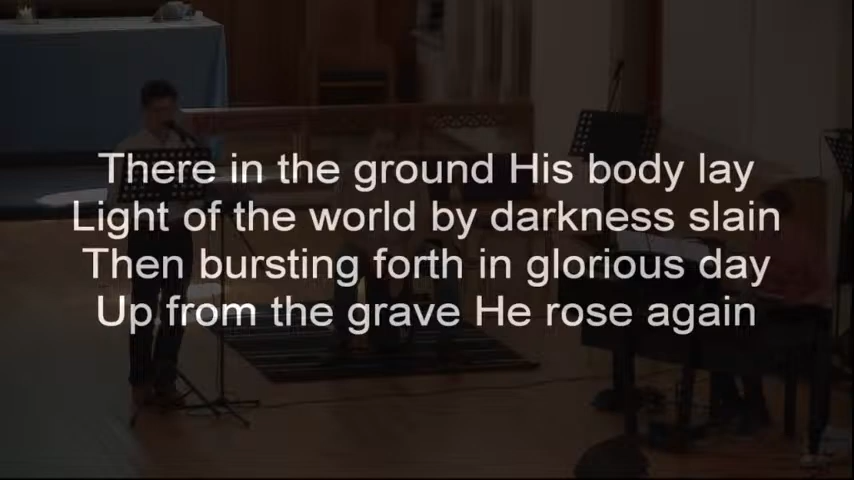 There in the ground His body lay
Light of the world by darkness slain
Then bursting forth in glorious day
Up from the grave He rose again